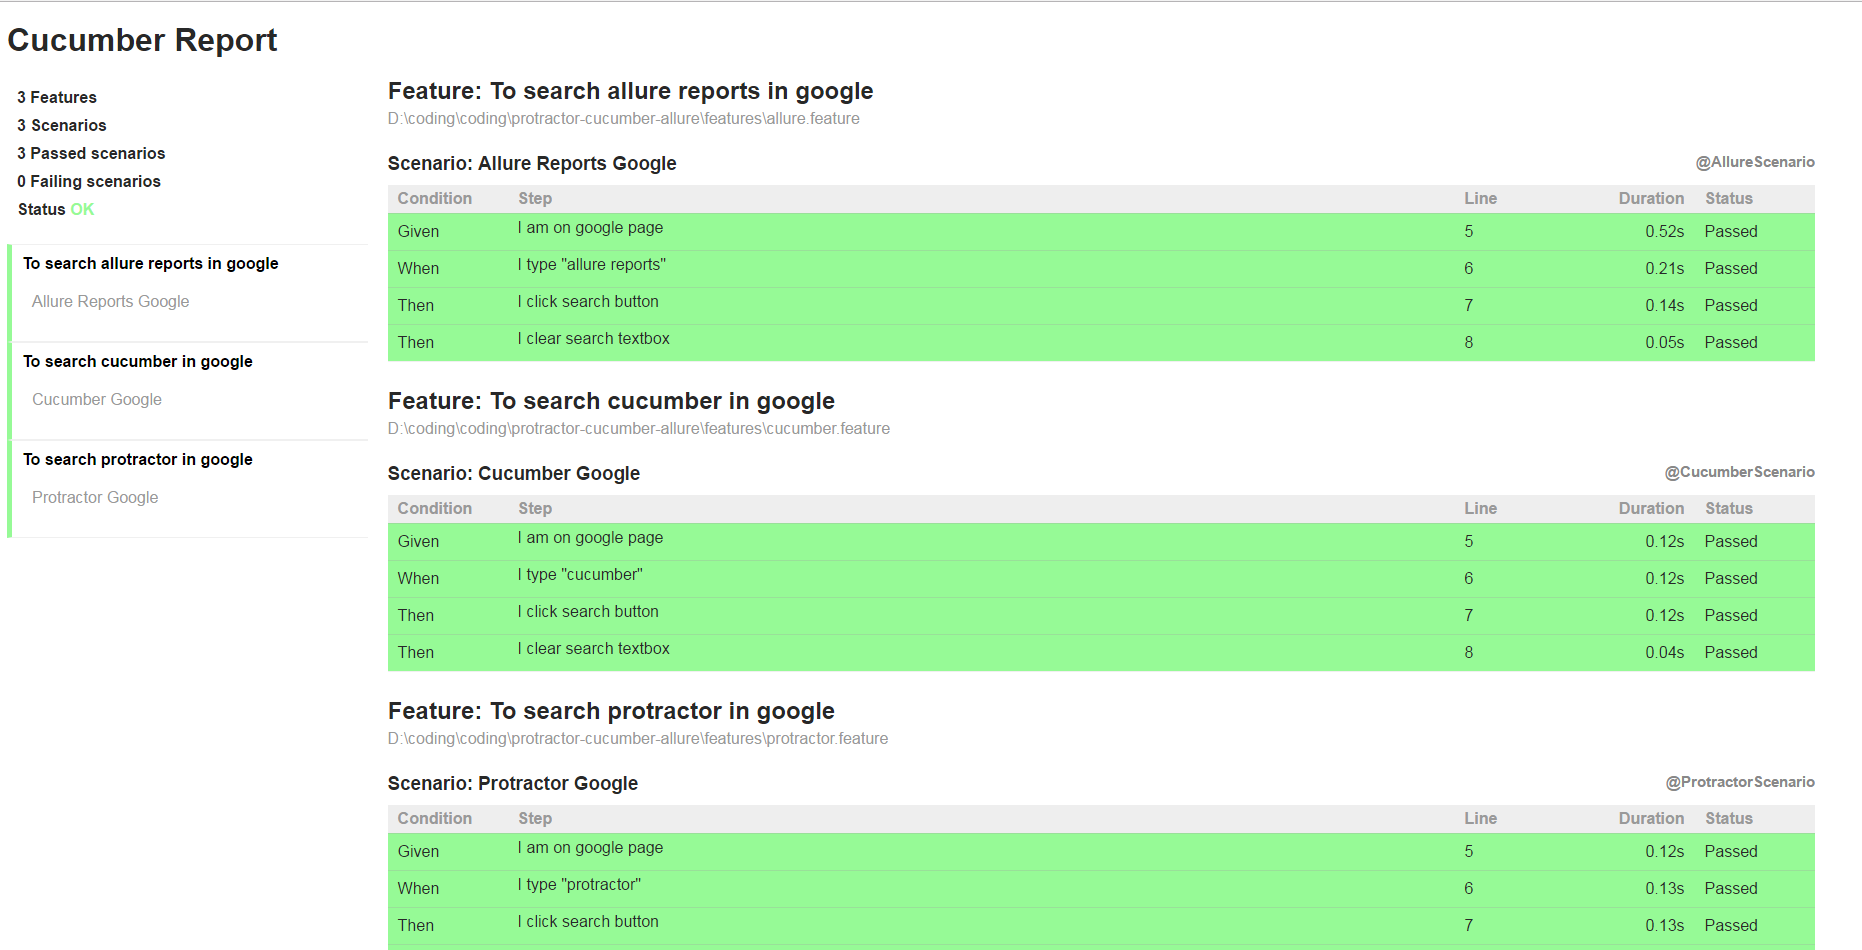 Cucumber Report
3 Features
3 Scenarios
3 Passed scenarios
0 Failing scenarios
Status OK
To search allure reports in google
Allure Reports Google
To search cucumber in google
Cucumber Google
To search protractor in google
Protractor Google
Feature: To search allure reports in google
D:\coding\coding\protractor-cucumber-allure\features\allure.feature
Scenario: Allure Reports Google @AllureScenario
Condition Step Line Duration Status
Given I am on google page 5 0.52s Passed
When I type "allure reports" 6 0.21s Passed
Then I click search button 7 0.14s Passed
Then I clear search textbox 8 0.05s Passed
Feature: To search cucumber in google
D:\coding\coding\protractor-cucumber-allure\features\cucumber.feature
Scenario: Cucumber Google @CucumberScenario
Condition Step Line Duration Status
Given I am on google page 5 0.12s Passed
When I type "cucumber" 6 0.12s Passed
Then I click search button 7 0.12s Passed
Then I clear search textbox 8 0.04s Passed
Feature: To search protractor in google
D:\coding\coding\protractor-cucumber-allure\features\protractor.feature
Scenario: Protractor Google @ProtractorScenario
Condition Step Line Duration Status
Given I am on google page 5 0.12s Passed
When I type "protractor" 6 0.13s Passed
Then I click search button 7 0.13s Passed